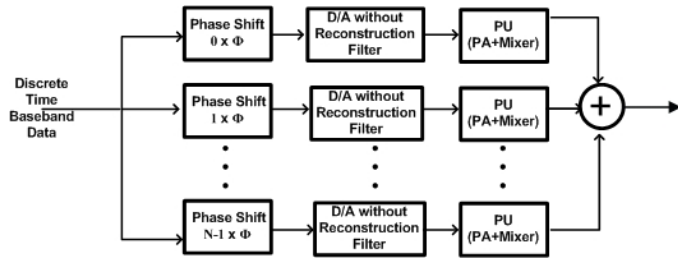 Discrete
Time
Baseband
Data
Phase Shift
0 x Φ
D/A without
Reconstruction
Filter
PU
(PA+Mixer)
Phase Shift
1 x Φ
D/A without
Reconstruction
Filter
PU
(PA+Mixer)
+
Phase Shift
N-1 x Φ
D/A without
Reconstruction
Filter
PU
(PA+Mixer)